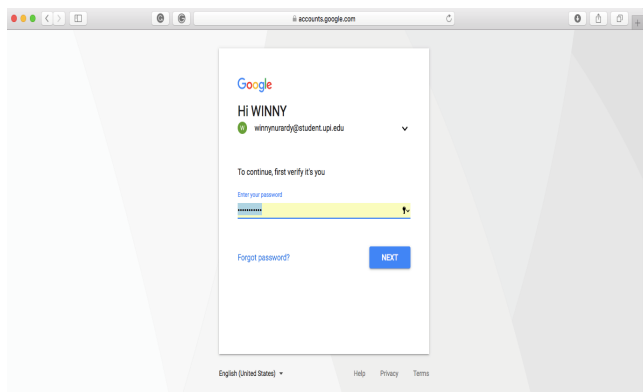 accounts.google.com
Google
Hi WINNY
W winnynurardy@student.upi.edu
To continue, first verify it's you
Enter your password
•••••••••••
Forgot password? NEXT
English (United States) Help Privacy Terms